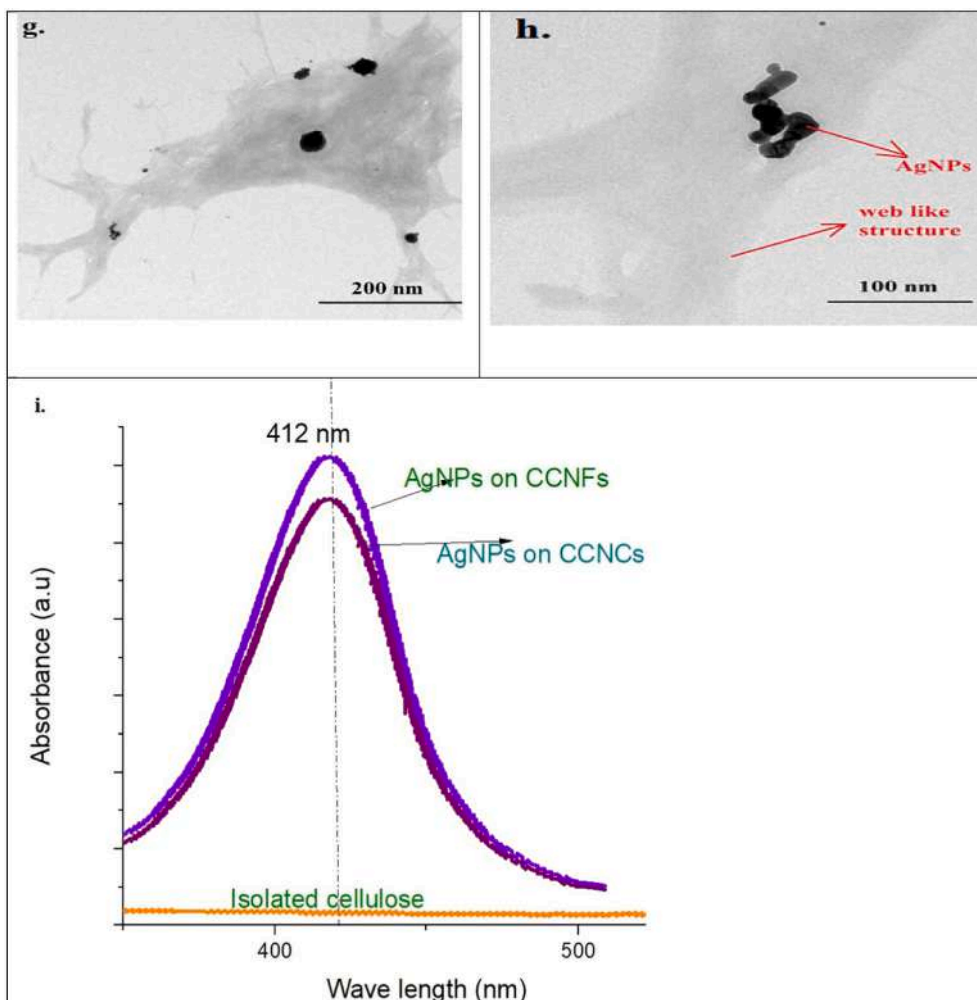 g.
200 nm
h.
AgNPs
web like
structure
100 nm
i.
412 nm
AgNPs on CCNFs
AgNPs on CCNCs
Isolated cellulose
Absorbance (a.u)
400
500
Wave length (nm)